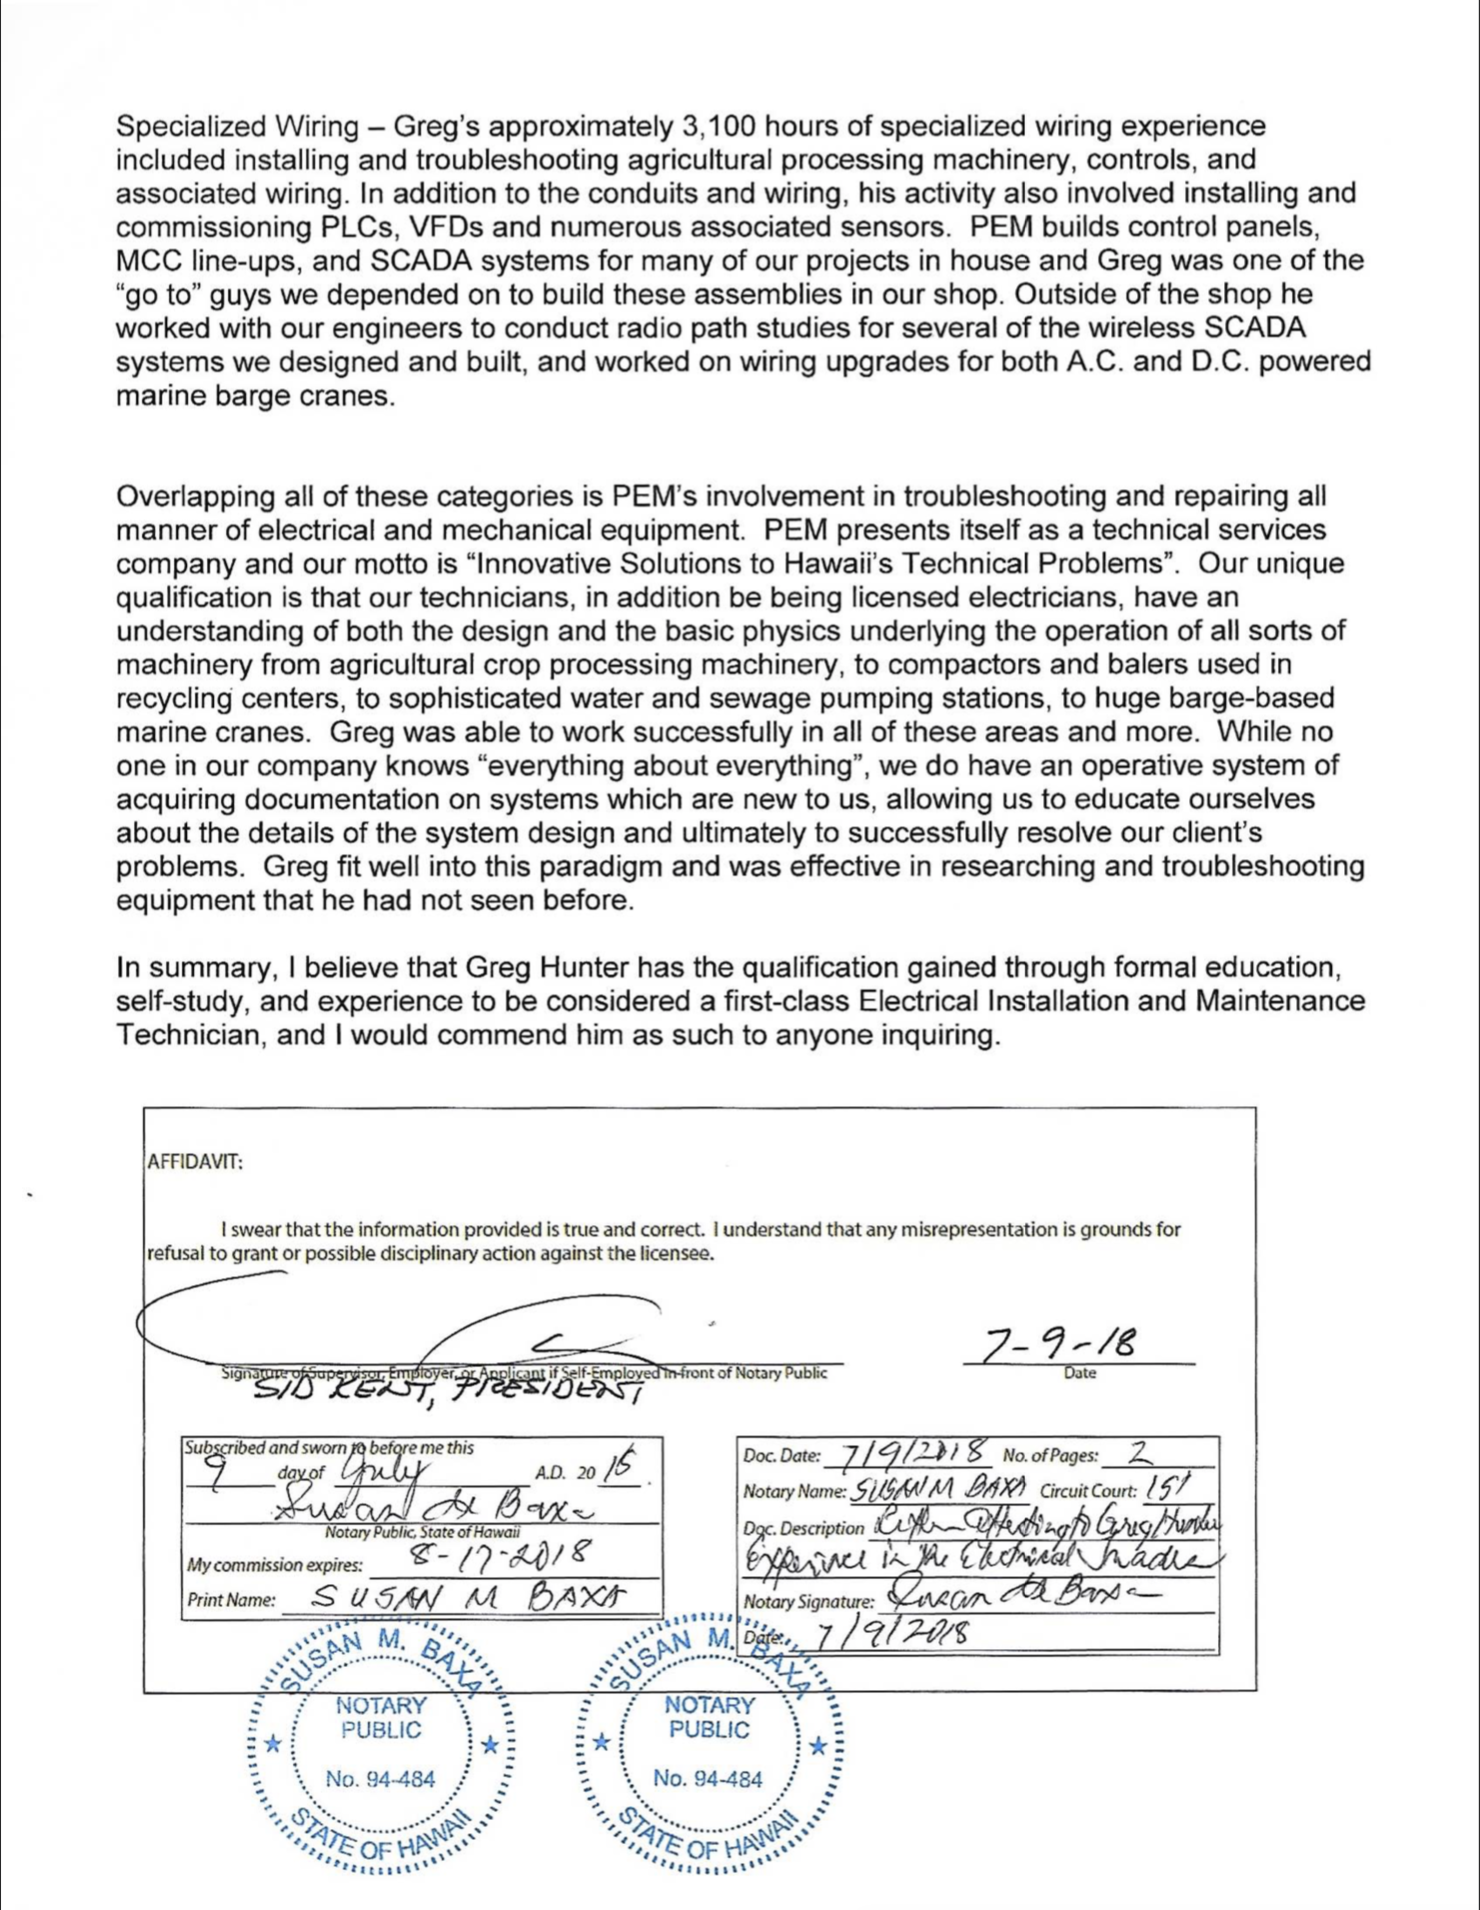 Specialized Wiring – Greg's approximately 3,100 hours of specialized wiring experience
included installing and troubleshooting agricultural processing machinery, controls, and
associated wiring. In addition to the conduits and wiring, his activity also involved installing and
commissioning PLCs, VFDs and numerous associated sensors.  PEM builds control panels,
MCC line-ups, and SCADA systems for many of our projects in house and Greg was one of the
“go to” guys we depended on to build these assemblies in our shop. Outside of the shop he
worked with our engineers to conduct radio path studies for several of the wireless SCADA
systems we designed and built, and worked on wiring upgrades for both A.C. and D.C. powered
marine barge cranes.
Overlapping all of these categories is PEM's involvement in troubleshooting and repairing all
manner of electrical and mechanical equipment.  PEM presents itself as a technical services
company and our motto is “Innovative Solutions to Hawaii's Technical Problems”.  Our unique
qualification is that our technicians, in addition be being licensed electricians, have an
understanding of both the design and the basic physics underlying the operation of all sorts of
machinery from agricultural crop processing machinery, to compactors and balers used in
recycling centers, to sophisticated water and sewage pumping stations, to huge barge-based
marine cranes.  Greg was able to work successfully in all of these areas and more.  While no
one in our company knows “everything about everything”, we do have an operative system of
acquiring documentation on systems which are new to us, allowing us to educate ourselves
about the details of the system design and ultimately to successfully resolve our client's
problems.  Greg fit well into this paradigm and was effective in researching and troubleshooting
equipment that he had not seen before.
In summary, I believe that Greg Hunter has the qualification gained through formal education,
self-study, and experience to be considered a first-class Electrical Installation and Maintenance
Technician, and I would commend him as such to anyone inquiring.
AFFIDAVIT:
I swear that the information provided is true and correct.  I understand that any misrepresentation is grounds for
refusal to grant or possible disciplinary action against the licensee.
7-9-18
Signature of Supervisor, Employer, or Applicant if Self-Employed in front of Notary Public
Date
SID KENT, PRESIDENT
Subscribed and sworn to before me this
9 day of July A.D. 20
Susan de Baxa
Notary Public, State of Hawaii
My commission expires: 8-17-2018
Print Name: SUSAN M BAXA
Doc. Date: 7/9/2018 No. of Pages: 2
Notary Name: SUSAN M BAXA Circuit Court: 1st
Doc. Description attesting to Greg Hunter
Experience in the Electrical trades
Notary Signature: Susan de Baxa
Date: 7/9/2018
SUSAN M. BAXA
NOTARY
PUBLIC
No. 94-484
STATE OF HAWAII
SUSAN M. BAXA
NOTARY
PUBLIC
No. 94-484
STATE OF HAWAII